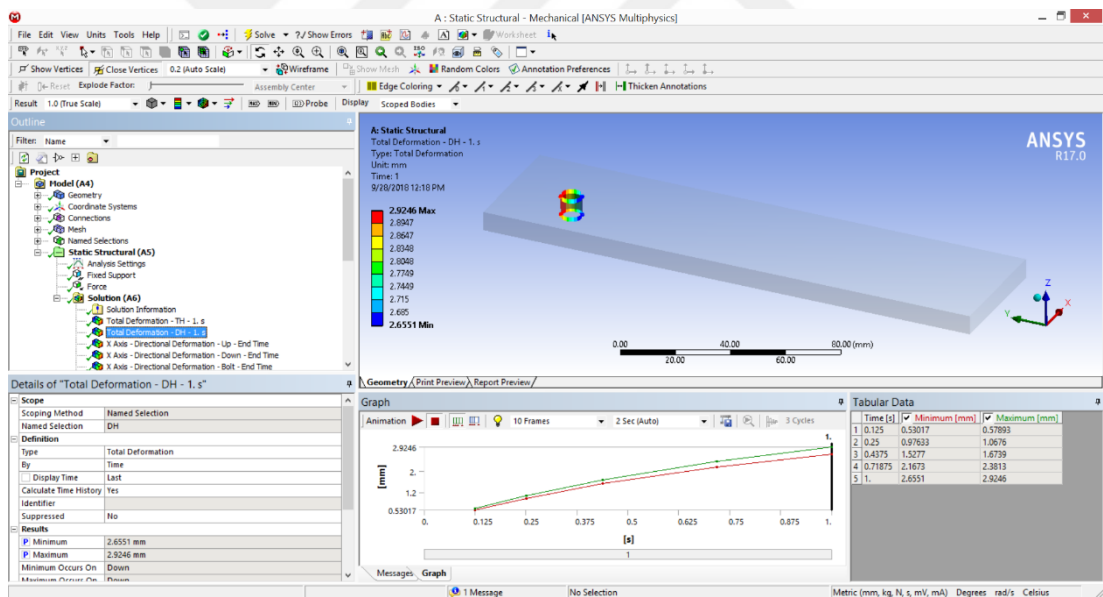 A : Static Structural - Mechanical [ANSYS Multiphysics]
File Edit View Units Tools Help Solve ?/ Show Errors Worksheet
Show Vertices Close Vertices 0.2 (Auto Scale) Wireframe Show Mesh Random Colors Annotation Preferences
Reset Explode Factor: Assembly Center Edge Coloring Thicken Annotations
Result 1.0 (True Scale) Probe Display Scoped Bodies
Outline
Filter: Name
Project
Model (A4)
Geometry
Coordinate Systems
Connections
Mesh
Named Selections
Static Structural (A5)
Analysis Settings
Fixed Support
Force
Solution (A6)
Solution Information
Total Deformation - TH - 1. s
Total Deformation - DH - 1. s
X Axis - Directional Deformation - Up - End Time
X Axis - Directional Deformation - Down - End Time
X Axis - Directional Deformation - Bolt - End Time
A: Static Structural
Total Deformation - DH - 1. s
Type: Total Deformation
Unit: mm
Time: 1
9/28/2018 12:18 PM
2.9246 Max
2.8947
2.8647
2.8348
2.8048
2.7749
2.7449
2.715
2.685
2.6551 Min
ANSYS
R17.0
Z
X
Y
0.00 40.00 80.00 (mm)
20.00 60.00
Geometry Print Preview Report Preview
Details of "Total Deformation - DH - 1. s"
Scope
Scoping Method Named Selection
Named Selection DH
Definition
Type Total Deformation
By Time
Display Time Last
Calculate Time History Yes
Identifier
Suppressed No
Results
P Minimum 2.6551 mm
P Maximum 2.9246 mm
Minimum Occurs On Down
Maximum Occurs On Down
Graph
Animation 10 Frames 2 Sec (Auto) 3 Cycles
1.
2.9246
2.
1.2
0.53017
[mm]
0. 0.125 0.25 0.375 0.5 0.625 0.75 0.875 1.
[s]
1
Messages Graph
Tabular Data
Time [s] Minimum [mm] Maximum [mm]
1 0.125 0.53017 0.57893
2 0.25 0.97633 1.0676
3 0.4375 1.5277 1.6739
4 0.71875 2.1673 2.3813
5 1. 2.6551 2.9246
1 Message No Selection Metric (mm, kg, N, s, mV, mA) Degrees rad/s Celsius